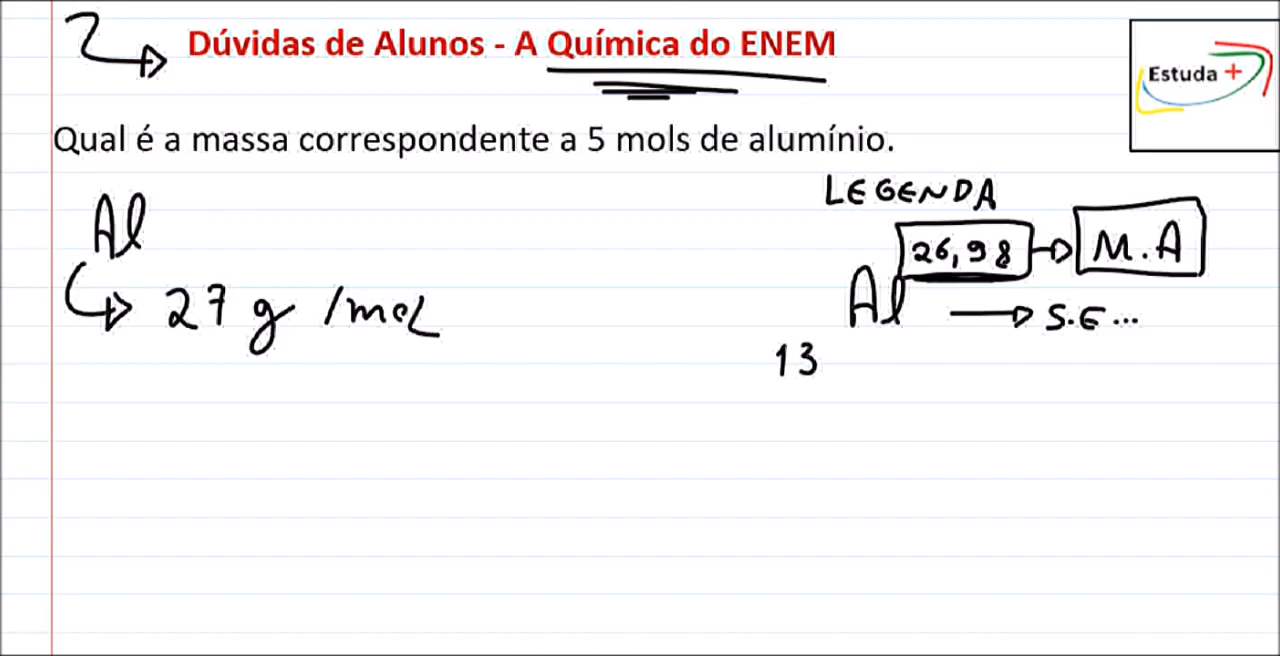 Dúvidas de Alunos - A Química do ENEM
Estuda +
Qual é a massa correspondente a 5 mols de alumínio.
LEGENDA
Al
26,98 M.A
27 g /mol
Al S.E...
13